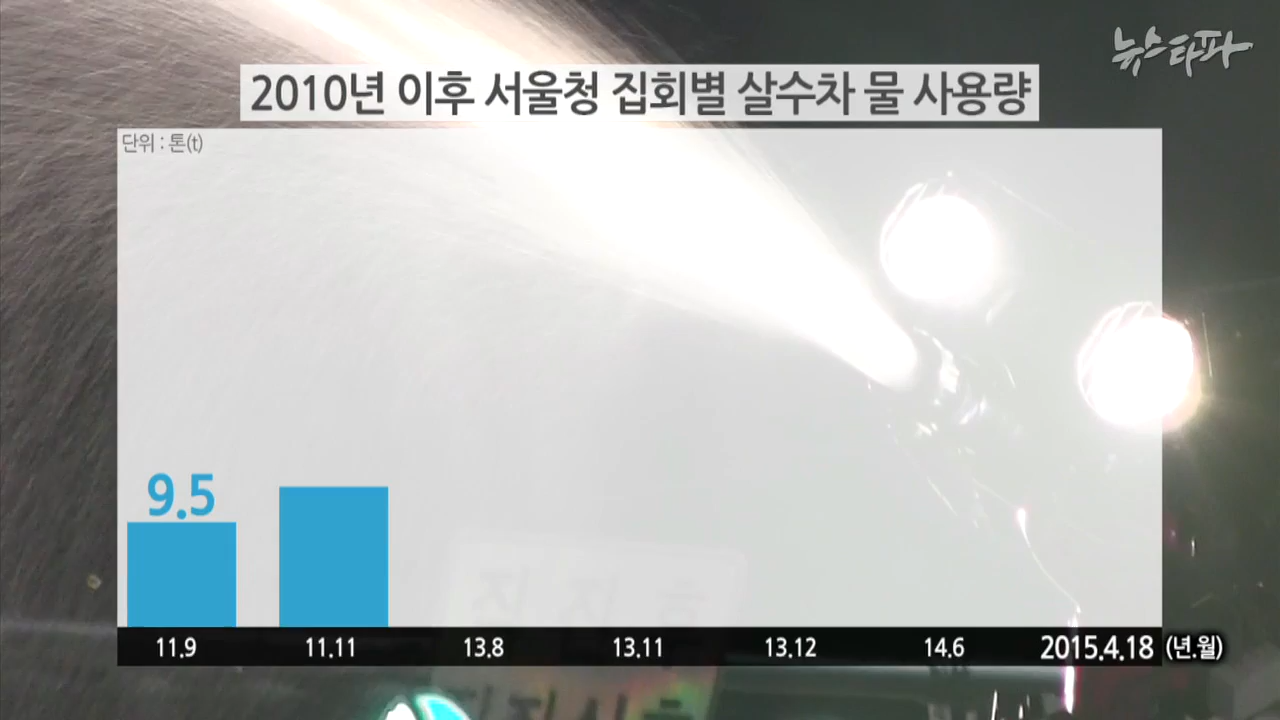 뉴스타파
2010년 이후 서울청 집회별 살수차 물 사용량
단위 : 톤(t)
9.5
11.9 11.11 13.8 13.11 13.12 14.6 2015.4.18 (년.월)